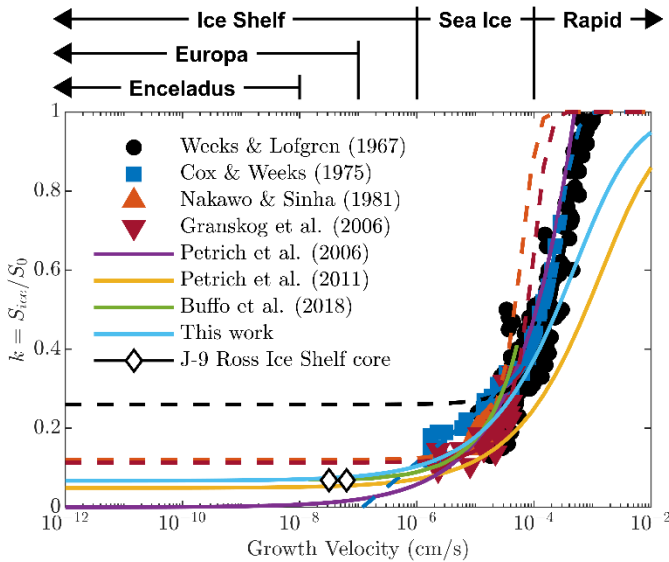 Ice Shelf Sea Ice Rapid
Europa
Enceladus
1
0.8
0.6
0.4
0.2
0
k = S_ice/S_0
Weeks & Lofgren (1967)
Cox & Weeks (1975)
Nakawo & Sinha (1981)
Granskog et al. (2006)
Petrich et al. (2006)
Petrich et al. (2011)
Buffo et al. (2018)
This work
J-9 Ross Ice Shelf core
10^-12 10^-10 10^-8 10^-6 10^-4 10^-2
Growth Velocity (cm/s)